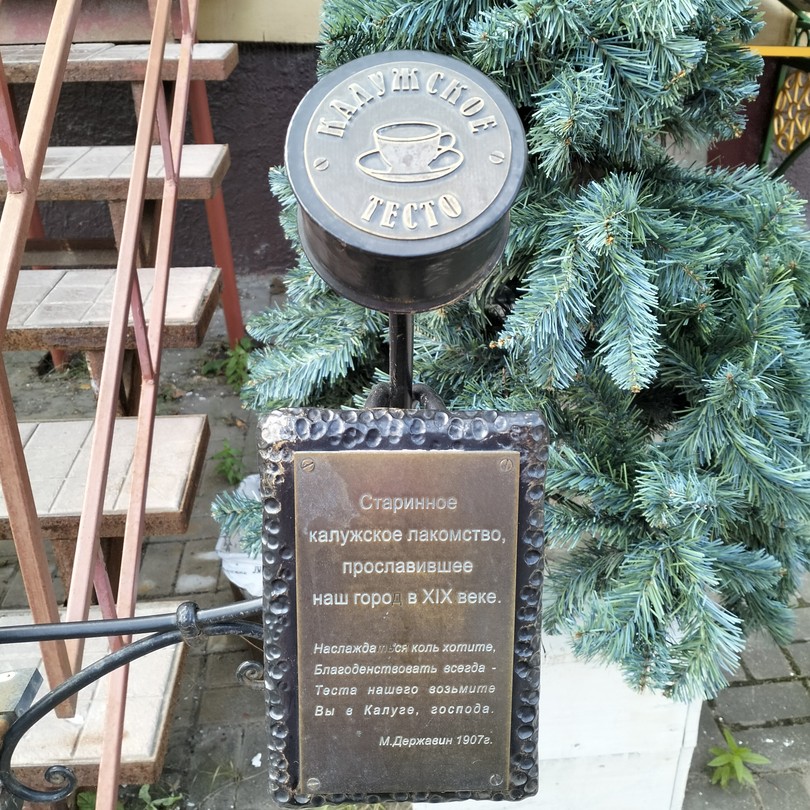 КАЛУЖСКОЕ
ТЕСТО
Старинное
калужское лакомство,
прославившее
наш город в XIX веке.
Наслаждаться коль хотите,
Благоденствовать всегда -
Теста нашего возьмите
Вы в Калуге, господа.
М.Державин 1907г.